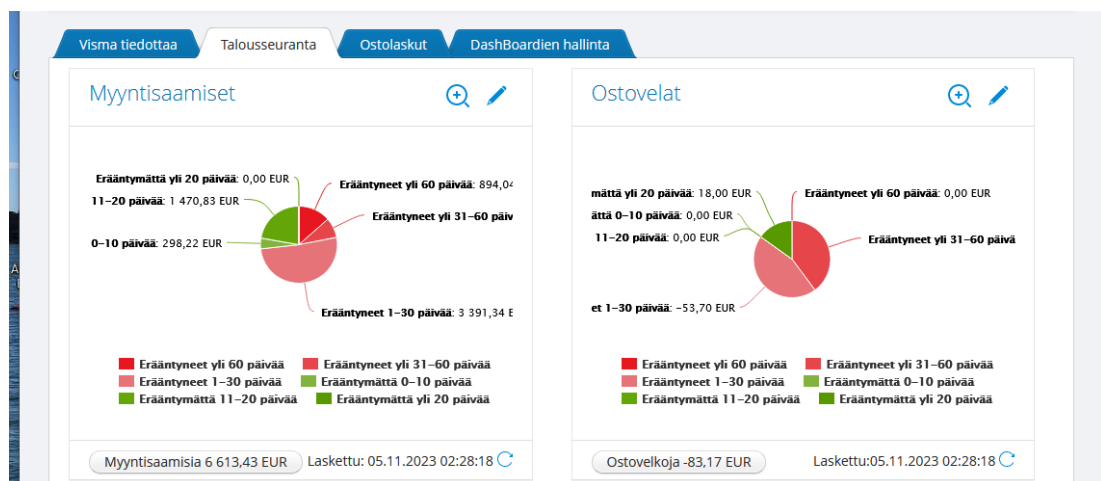 Visma tiedottaa
Talousseuranta
Ostolaskut
DashBoardien hallinta
Myyntisaamiset
Erääntymättä yli 20 päivää: 0,00 EUR
Erääntyneet yli 60 päivää: 894,04
11–20 päivää: 1 470,83 EUR
Erääntyneet yli 31–60 päiv
0–10 päivää: 298,22 EUR
Erääntyneet 1–30 päivää: 3 391,34 E
Erääntyneet yli 60 päivää Erääntyneet yli 31–60 päivää
Erääntyneet 1–30 päivää Erääntymättä 0–10 päivää
Erääntymättä 11–20 päivää Erääntymättä yli 20 päivää
Myyntisaamisia 6 613,43 EUR Laskettu: 05.11.2023 02:28:18
Ostovelat
mättä yli 20 päivää: 18,00 EUR
Erääntyneet yli 60 päivää: 0,00 EUR
ättä 0–10 päivää: 0,00 EUR
11–20 päivää: 0,00 EUR
Erääntyneet yli 31–60 päivä
et 1–30 päivää: –53,70 EUR
Erääntyneet yli 60 päivää Erääntyneet yli 31–60 päivää
Erääntyneet 1–30 päivää Erääntymättä 0–10 päivää
Erääntymättä 11–20 päivää Erääntymättä yli 20 päivää
Ostovelkoja -83,17 EUR Laskettu:05.11.2023 02:28:18